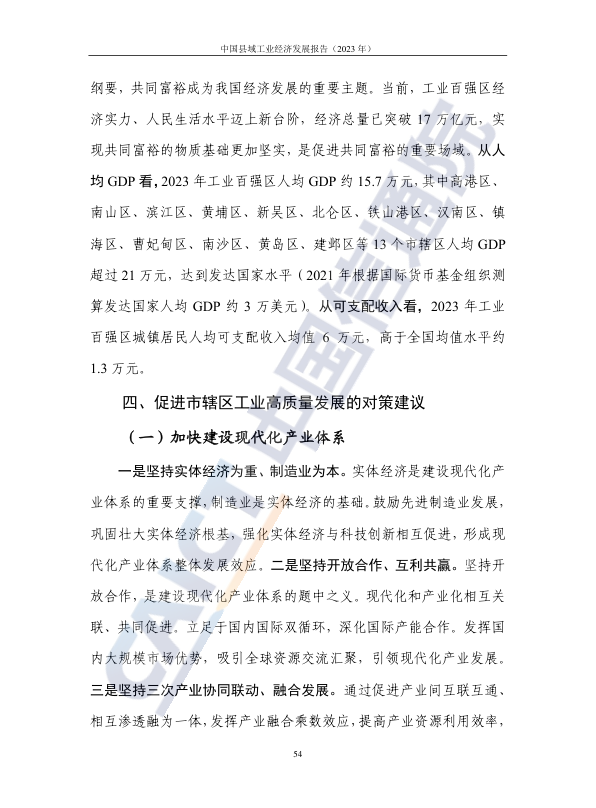 中国县域工业经济发展报告（2023 年）
纲要，共同富裕成为我国经济发展的重要主题。当前，工业百强区经
济实力、人民生活水平迈上新台阶，经济总量已突破 17 万亿元，实
现共同富裕的物质基础更加坚实，是促进共同富裕的重要场域。从人
均 GDP 看，2023 年工业百强区人均 GDP 约 15.7 万元，其中高港区、
南山区、滨江区、黄埔区、新吴区、北仑区、铁山港区、汉南区、镇
海区、曹妃甸区、南沙区、黄岛区、建邺区等 13 个市辖区人均 GDP
超过 21 万元，达到发达国家水平（2021 年根据国际货币基金组织测
算发达国家人均 GDP 约 3 万美元）。从可支配收入看，2023 年工业
百强区城镇居民人均可支配收入均值 6 万元，高于全国均值水平约
1.3 万元。
四、促进市辖区工业高质量发展的对策建议
（一）加快建设现代化产业体系
一是坚持实体经济为重、制造业为本。实体经济是建设现代化产
业体系的重要支撑，制造业是实体经济的基础。鼓励先进制造业发展，
巩固壮大实体经济根基，强化实体经济与科技创新相互促进，形成现
代化产业体系整体发展效应。二是坚持开放合作、互利共赢。坚持开
放合作，是建设现代化产业体系的题中之义。现代化和产业化相互关
联、共同促进。立足于国内国际双循环，深化国际产能合作。发挥国
内大规模市场优势，吸引全球资源交流汇聚，引领现代化产业发展。
三是坚持三次产业协同联动、融合发展。通过促进产业间互联互通、
相互渗透融为一体，发挥产业融合乘数效应，提高产业资源利用效率，
54
CAICT 中国信通院